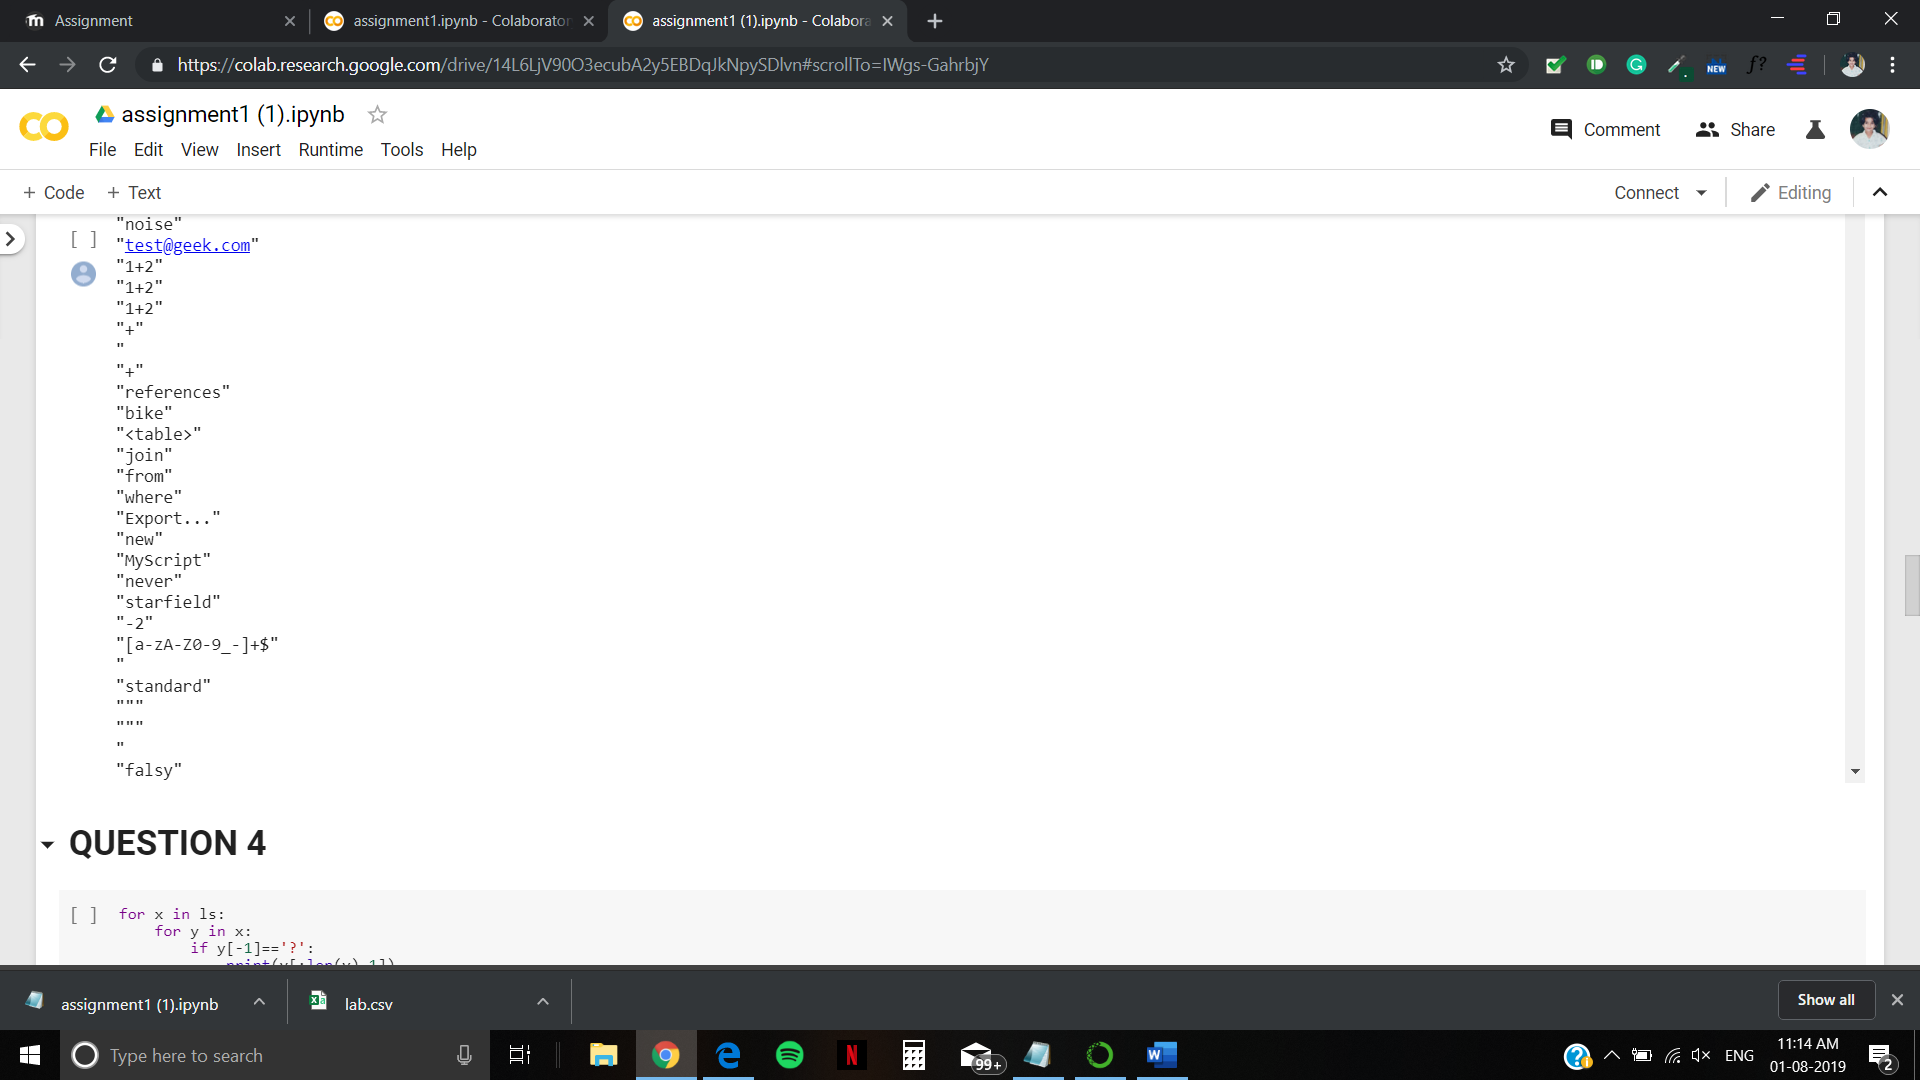 Assignment
assignment1.ipynb - Colaborator
assignment1 (1).ipynb - Colabora
https://colab.research.google.com/drive/14L6LjV90O3ecubA2y5EBDqJkNpySDlvn#scrollTo=IWgs-GahrbjY
NEW
f?
assignment1 (1).ipynb
File Edit View Insert Runtime Tools Help
Comment
Share
+ Code + Text
Connect
Editing
"noise"
[ ] "test@geek.com"
"1+2"
"1+2"
"1+2"
"+"
"
"+"
"references"
"bike"
"<table>"
"join"
"from"
"where"
"Export..."
"new"
"MyScript"
"never"
"starfield"
"-2"
"[a-zA-Z0-9_-]+$"
"
"standard"
"""
"""
"
"falsy"
QUESTION 4
[ ] for x in ls:
for y in x:
if y[-1]=='?':
print(y[:len(y)-1])
assignment1 (1).ipynb
lab.csv
Show all
Type here to search
99+
ENG
11:14 AM
01-08-2019
2